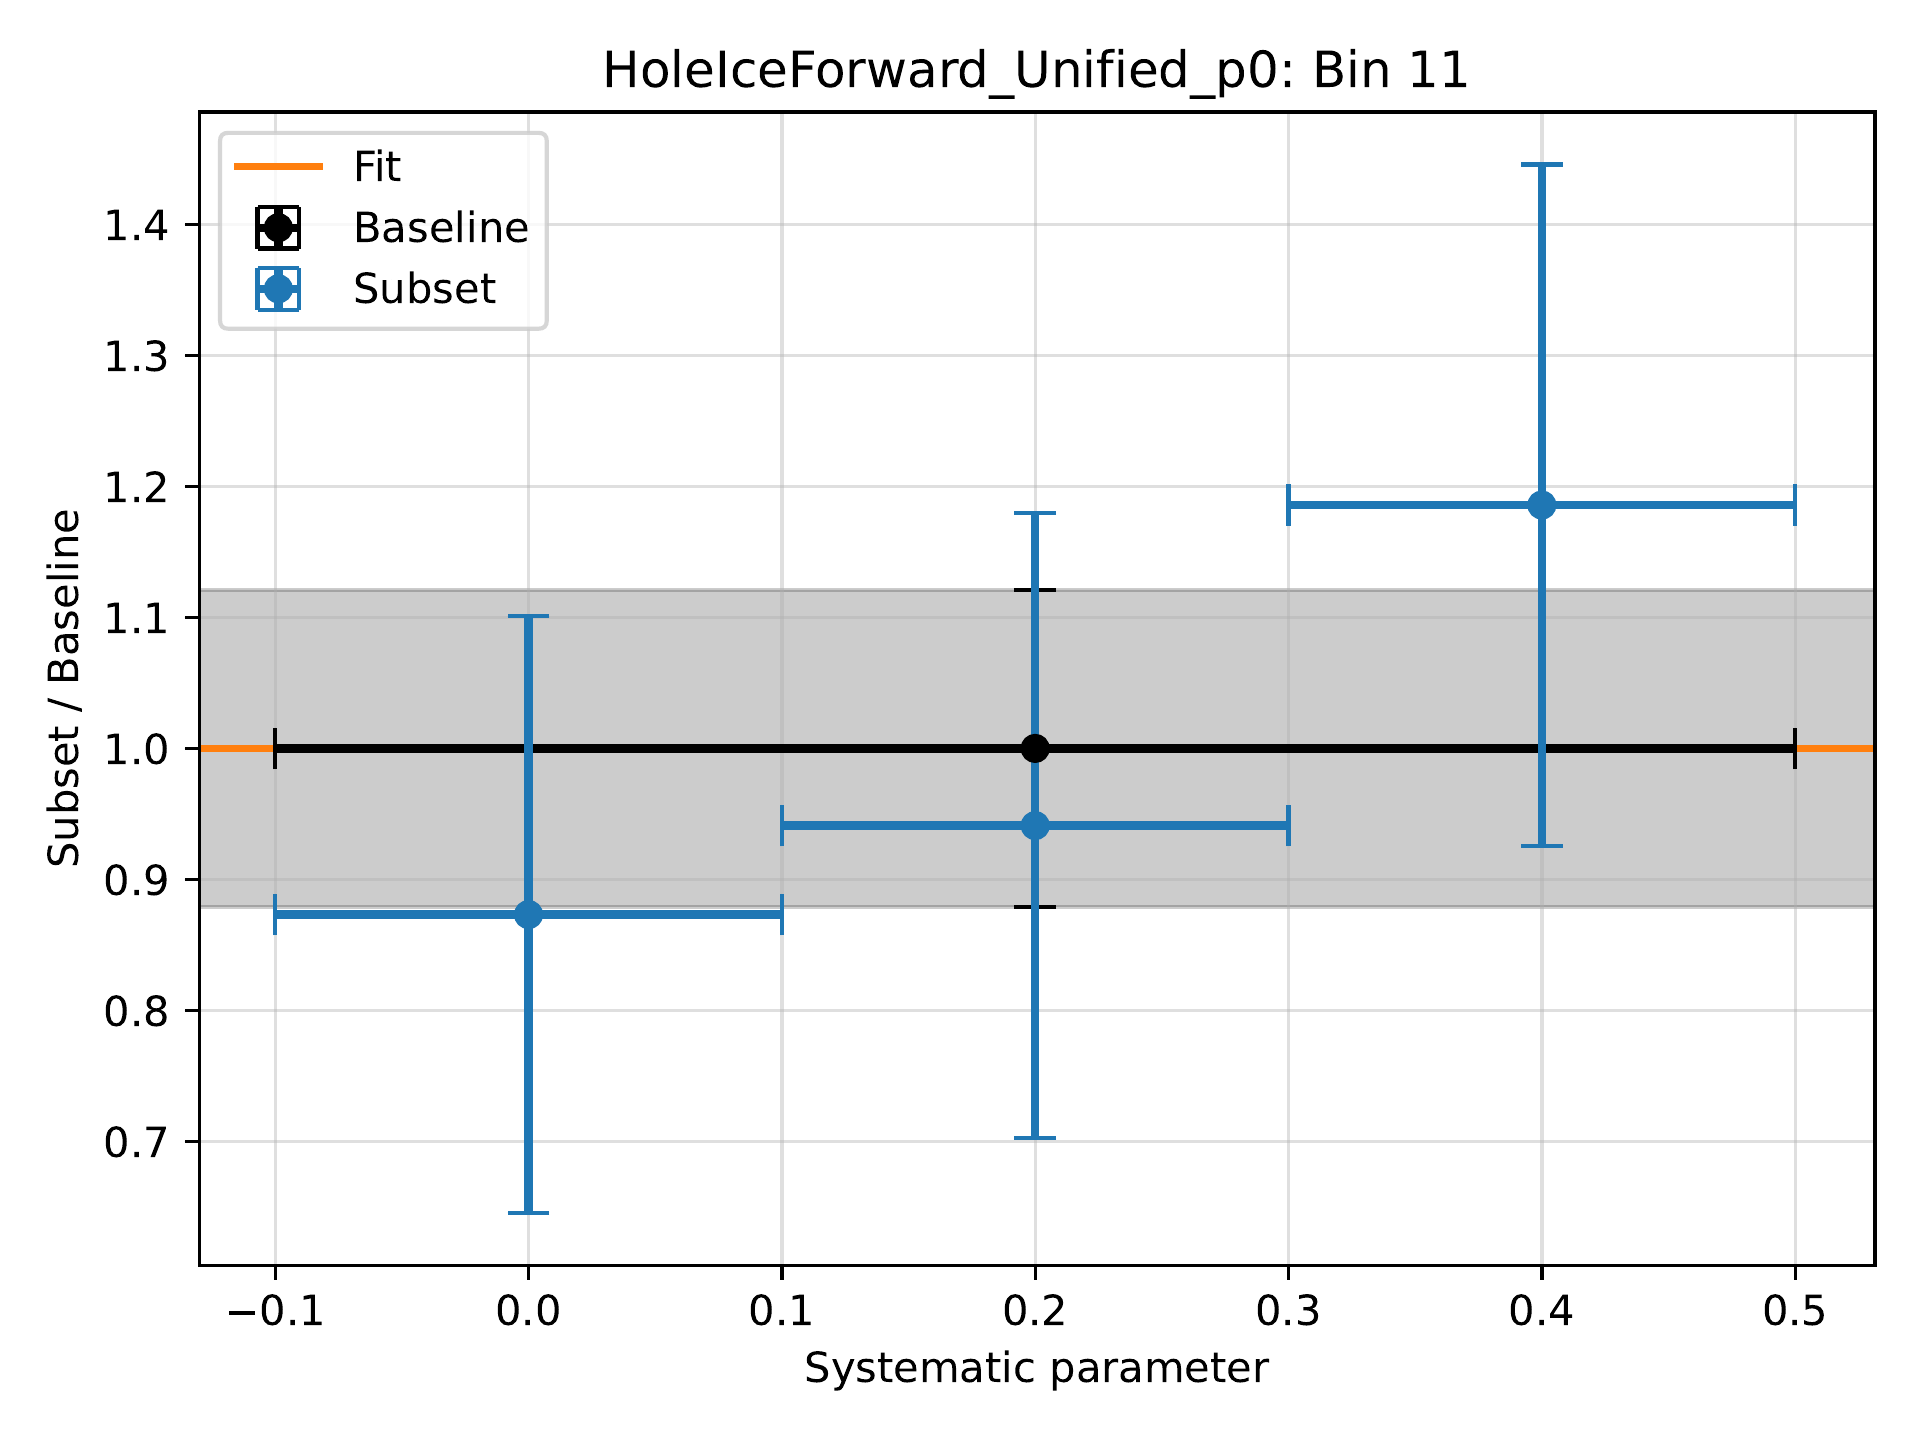 HoleIceForward_Unified_p0: Bin 11
Fit
Baseline
Subset
1.4
1.3
1.2
1.1
1.0
0.9
0.8
0.7
Subset / Baseline
−0.1 0.0 0.1 0.2 0.3 0.4 0.5
Systematic parameter